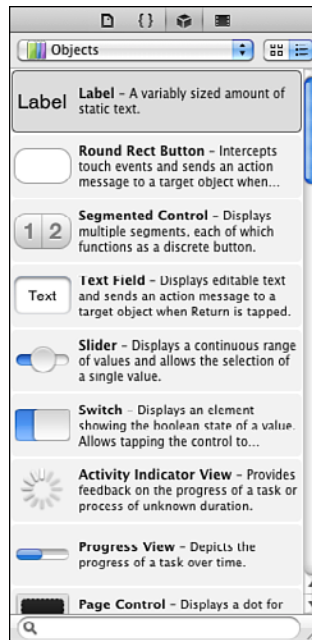 { }
Objects
Label
Label – A variably sized amount of
static text.
Round Rect Button – Intercepts
touch events and sends an action
message to a target object when...
1 2
Segmented Control – Displays
multiple segments, each of which
functions as a discrete button.
Text
Text Field – Displays editable text
and sends an action message to a
target object when Return is tapped.
Slider – Displays a continuous range
of values and allows the selection of
a single value.
Switch – Displays an element
showing the boolean state of a value.
Allows tapping the control to...
Activity Indicator View – Provides
feedback on the progress of a task or
process of unknown duration.
Progress View – Depicts the
progress of a task over time.
Page Control – Displays a dot for